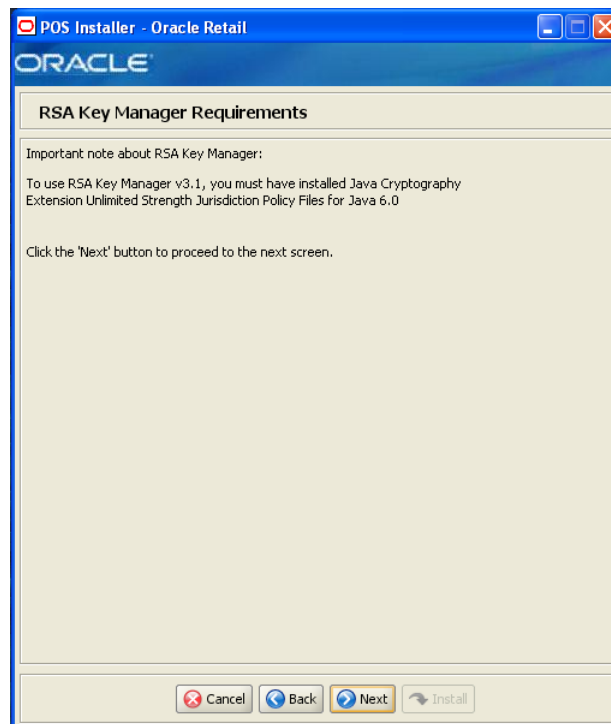 POS Installer - Oracle Retail
ORACLE
RSA Key Manager Requirements
Important note about RSA Key Manager:
To use RSA Key Manager v3.1, you must have installed Java Cryptography
Extension Unlimited Strength Jurisdiction Policy Files for Java 6.0
Click the 'Next' button to proceed to the next screen.
Cancel Back Next Install